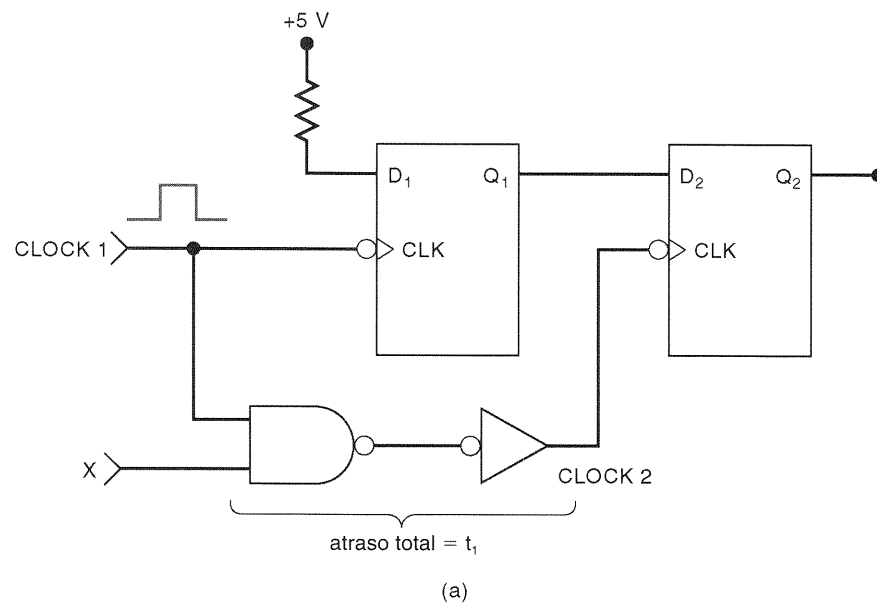 +5 V
D₁ Q₁
D₂ Q₂
CLOCK 1
CLK
CLK
X
CLOCK 2
atraso total = t₁
(a)